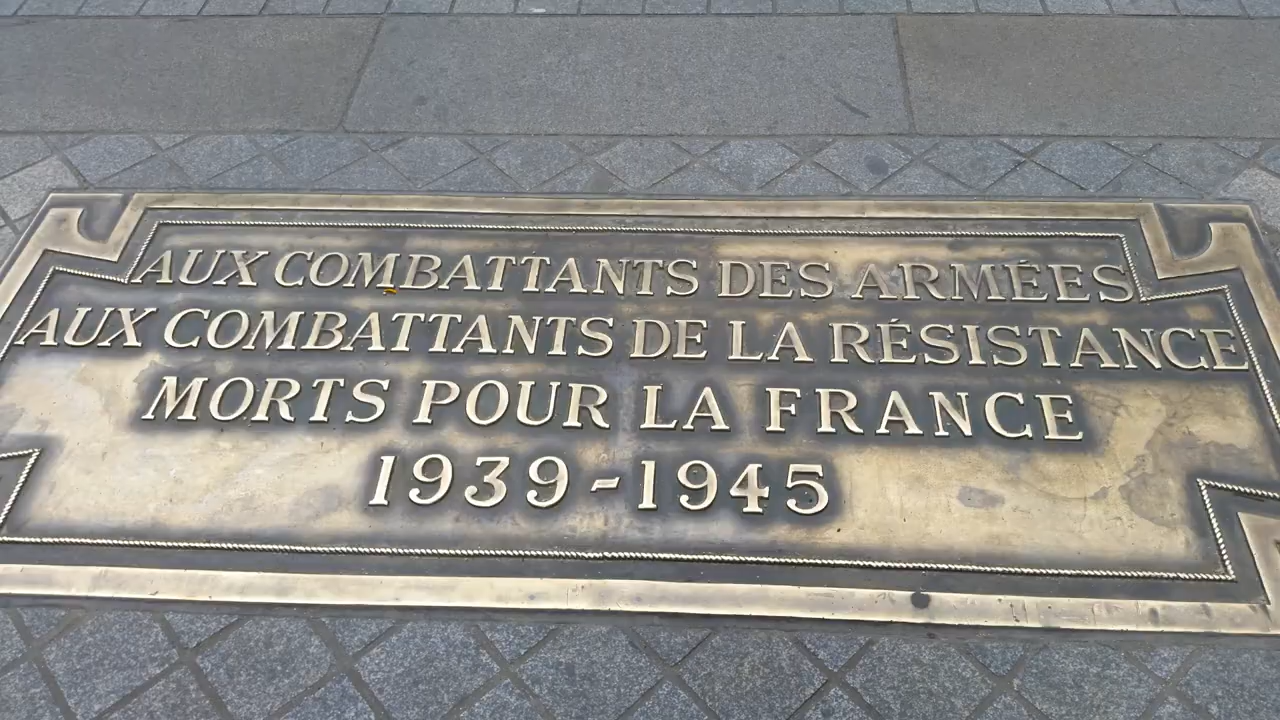 AUX COMBATTANTS DES ARMÉES
AUX COMBATTANTS DE LA RÉSISTANCE
MORTS POUR LA FRANCE
1939-1945